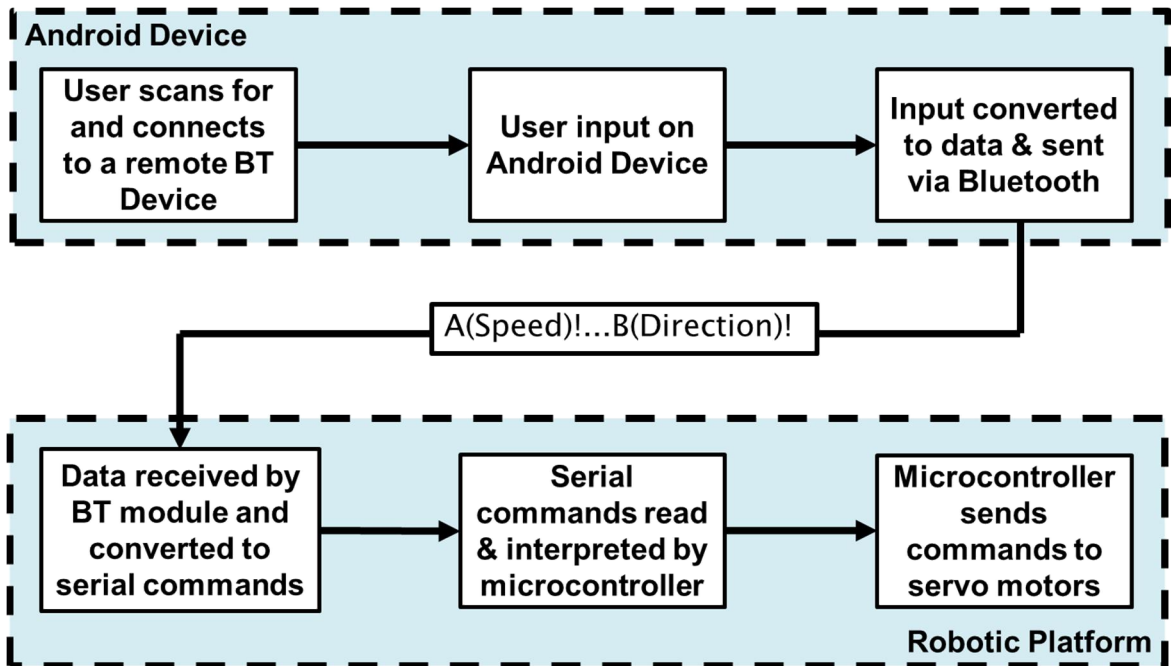 Android Device
User scans for
and connects
to a remote BT
Device
User input on
Android Device
Input converted
to data & sent
via Bluetooth
A(Speed)!...B(Direction)!
Data received by
BT module and
converted to
serial commands
Serial
commands read
& interpreted by
microcontroller
Microcontroller
sends
commands to
servo motors
Robotic Platform